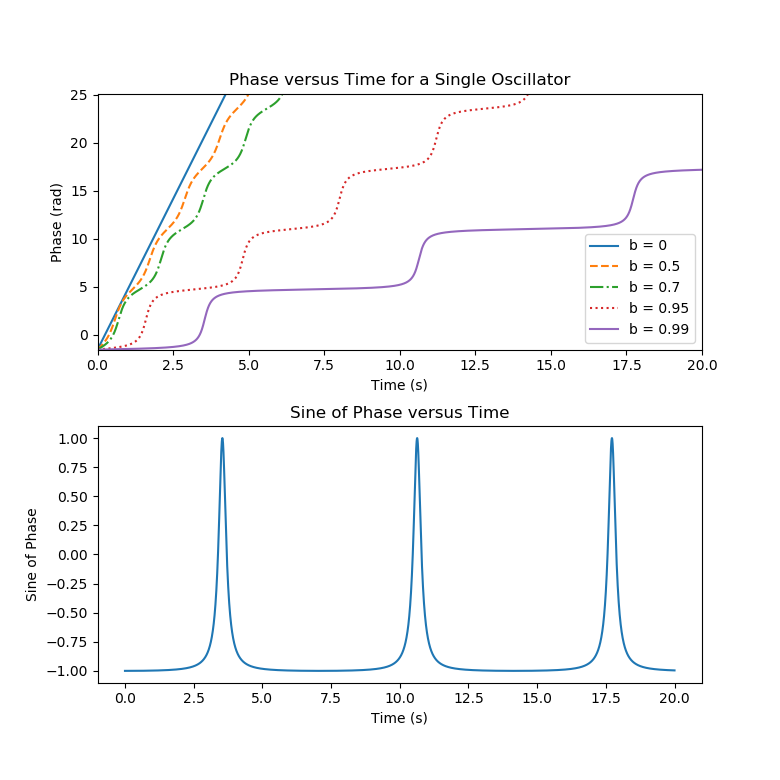 Phase versus Time for a Single Oscillator
25
20
15
10
5
0
Phase (rad)
b = 0
b = 0.5
b = 0.7
b = 0.95
b = 0.99
0.0 2.5 5.0 7.5 10.0 12.5 15.0 17.5 20.0
Time (s)
Sine of Phase versus Time
1.00
0.75
0.50
0.25
0.00
−0.25
−0.50
−0.75
−1.00
Sine of Phase
0.0 2.5 5.0 7.5 10.0 12.5 15.0 17.5 20.0
Time (s)